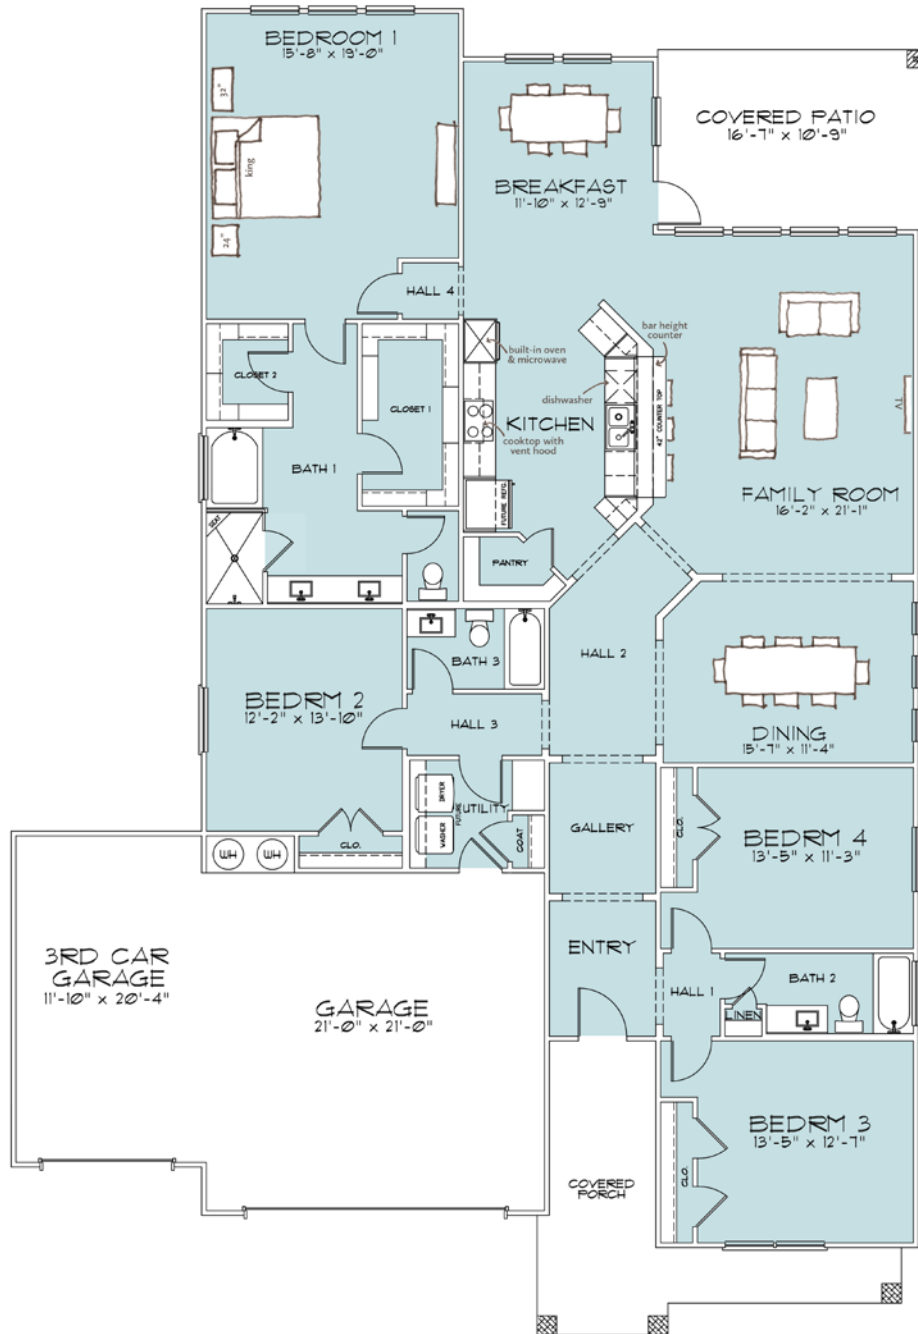 BEDROOM 1
15'-8" x 19'-0"
32"
king
24"
COVERED PATIO
16'-7" x 10'-9"
BREAKFAST
11'-10" x 12'-9"
HALL 4
bar height
counter
built-in oven
& microwave
CLOSET 2
CLOSET 1
dishwasher
KITCHEN
cooktop with
vent hood
42" COUNTER TOP
TV
BATH 1
FAMILY ROOM
16'-2" x 21'-1"
FUTURE REFG.
SEAT
PANTRY
BATH 3
HALL 2
BEDRM 2
12'-2" x 13'-10"
HALL 3
DINING
15'-7" x 11'-4"
DRYER
FUTURE
UTILITY
WASHER
COAT
GALLERY
CLO.
BEDRM 4
13'-5" x 11'-3"
WH
WH
CLO.
3RD CAR
GARAGE
11'-10" x 20'-4"
GARAGE
21'-0" x 21'-0"
ENTRY
HALL 1
BATH 2
LINEN
BEDRM 3
13'-5" x 12'-7"
CLO.
COVERED
PORCH